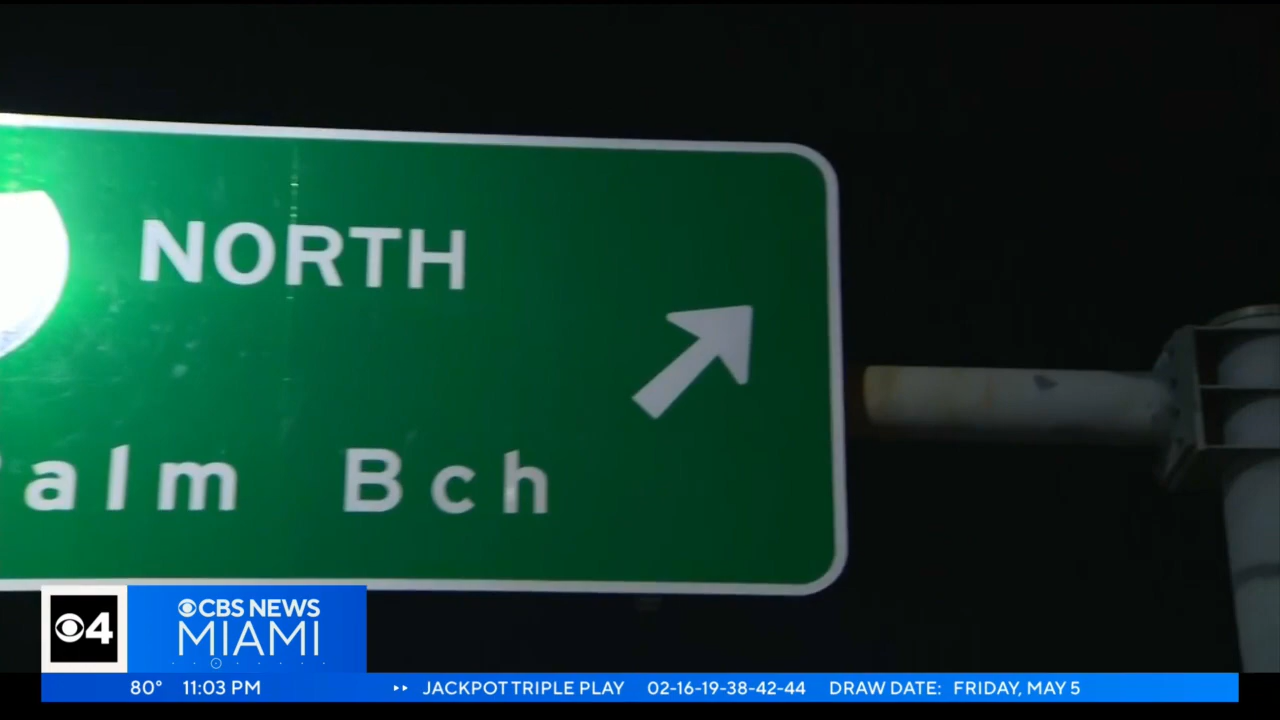 NORTH
alm Bch
4
CBS NEWS
MIAMI
80° 11:03 PM
JACKPOT TRIPLE PLAY 02-16-19-38-42-44 DRAW DATE: FRIDAY, MAY 5